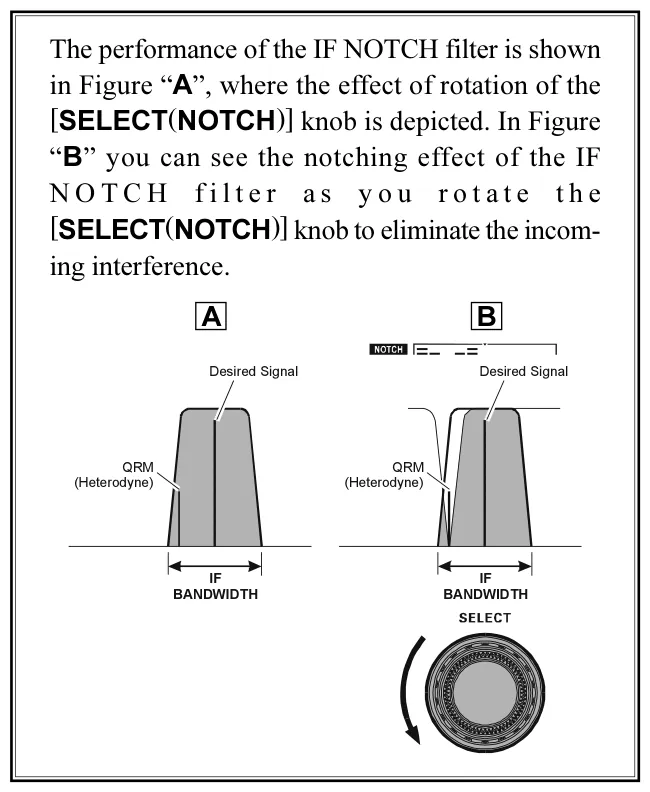 The performance of the IF NOTCH filter is shown
in Figure “A”, where the effect of rotation of the
[SELECT(NOTCH)] knob is depicted. In Figure
“B” you can see the notching effect of the IF
NOTCH filter as you rotate the
[SELECT(NOTCH)] knob to eliminate the incom-
ing interference.
A
Desired Signal
QRM
(Heterodyne)
IF
BANDWIDTH
B
NOTCH
Desired Signal
QRM
(Heterodyne)
IF
BANDWIDTH
SELECT